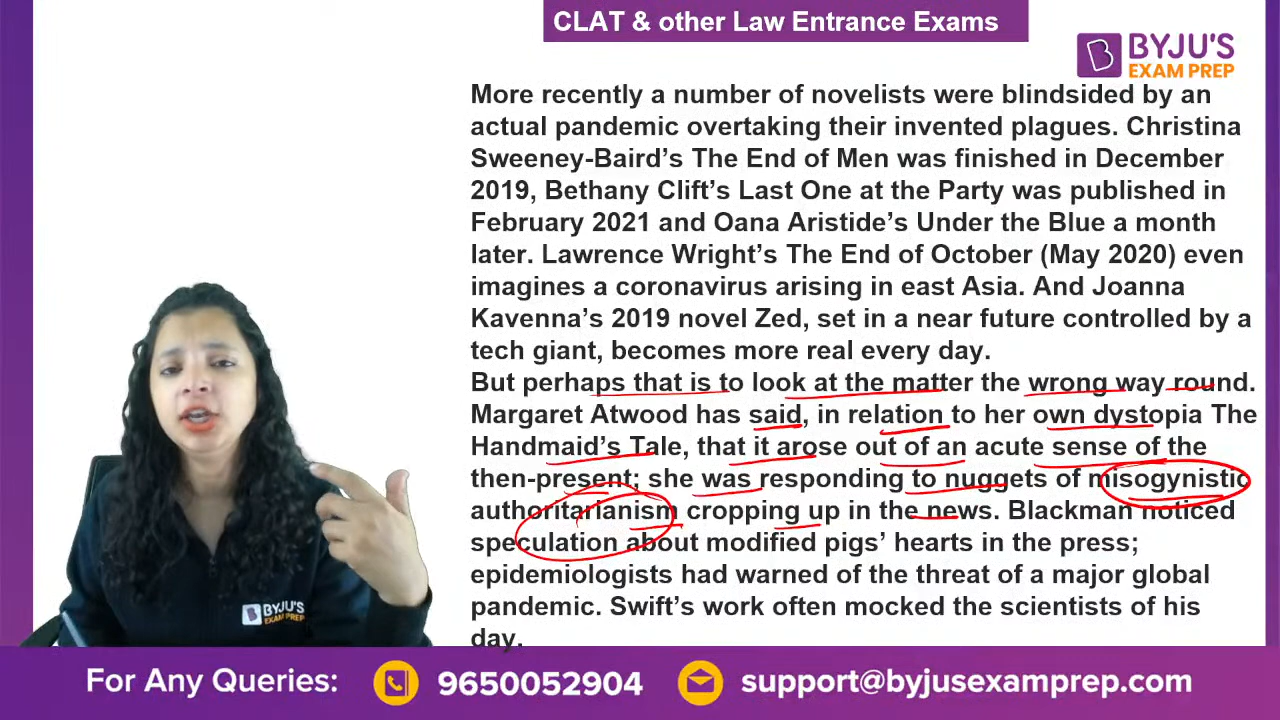 CLAT & other Law Entrance Exams
BYJU'S
EXAM PREP
More recently a number of novelists were blindsided by an
actual pandemic overtaking their invented plagues. Christina
Sweeney-Baird’s The End of Men was finished in December
2019, Bethany Clift’s Last One at the Party was published in
February 2021 and Oana Aristide’s Under the Blue a month
later. Lawrence Wright’s The End of October (May 2020) even
imagines a coronavirus arising in east Asia. And Joanna
Kavenna’s 2019 novel Zed, set in a near future controlled by a
tech giant, becomes more real every day.
But perhaps that is to look at the matter the wrong way round.
Margaret Atwood has said, in relation to her own dystopia The
Handmaid’s Tale, that it arose out of an acute sense of the
then-present; she was responding to nuggets of misogynistic
authoritarianism cropping up in the news. Blackman noticed
speculation about modified pigs’ hearts in the press;
epidemiologists had warned of the threat of a major global
pandemic. Swift’s work often mocked the scientists of his
day.
BYJU'S
EXAM PREP
For Any Queries: 9650052904 support@byjusexamprep.com